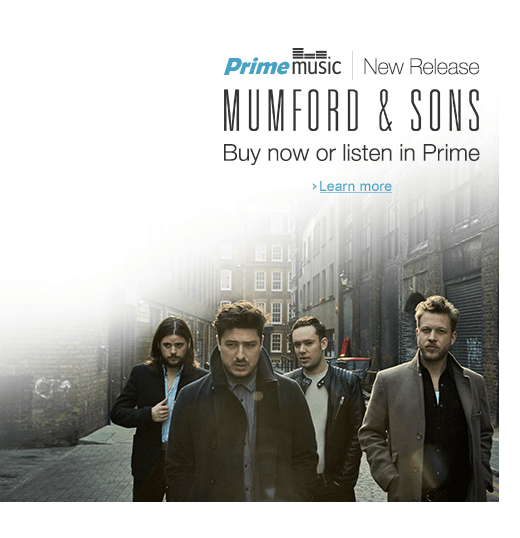 Prime music | New Release
MUMFORD & SONS
Buy now or listen in Prime
› Learn more